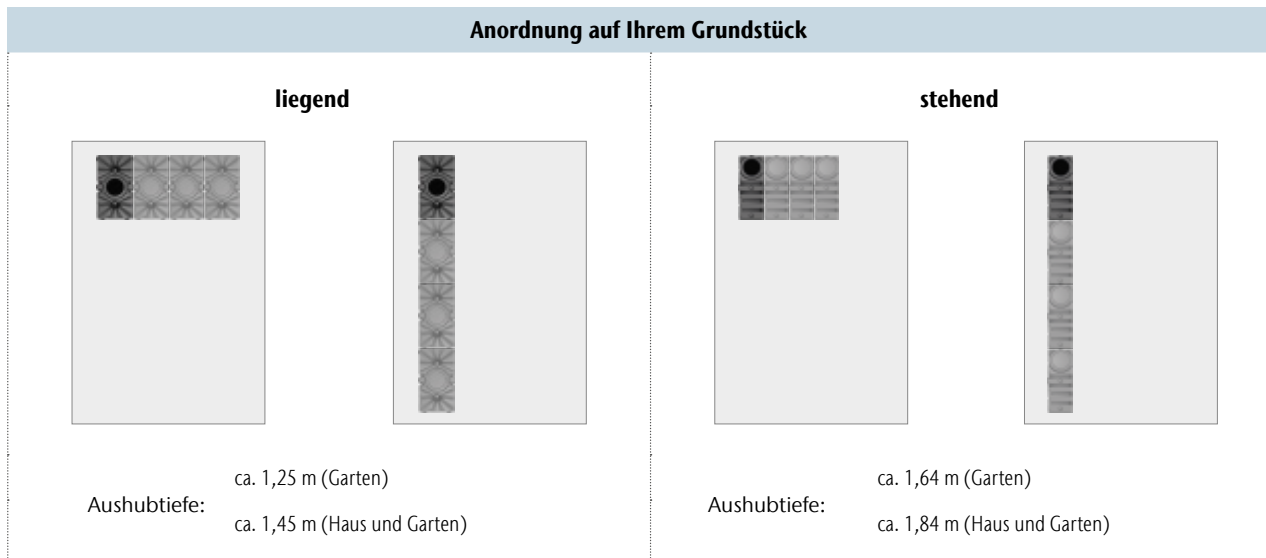 Anordnung auf Ihrem Grundstück
liegend
Aushubtiefe:
ca. 1,25 m (Garten)
ca. 1,45 m (Haus und Garten)
stehend
Aushubtiefe:
ca. 1,64 m (Garten)
ca. 1,84 m (Haus und Garten)